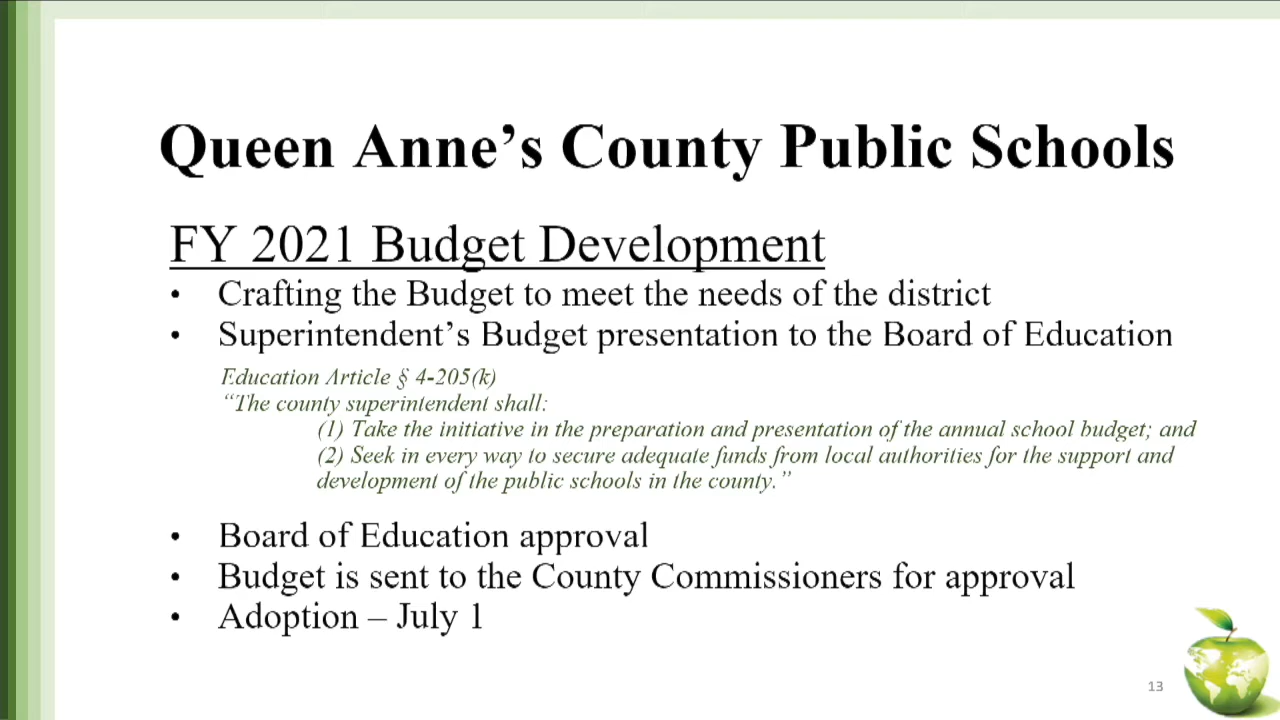 Queen Anne’s County Public Schools
FY 2021 Budget Development
• Crafting the Budget to meet the needs of the district
• Superintendent’s Budget presentation to the Board of Education
Education Article § 4-205(k)
“The county superintendent shall:
(1) Take the initiative in the preparation and presentation of the annual school budget; and
(2) Seek in every way to secure adequate funds from local authorities for the support and
development of the public schools in the county.”
• Board of Education approval
• Budget is sent to the County Commissioners for approval
• Adoption – July 1
13